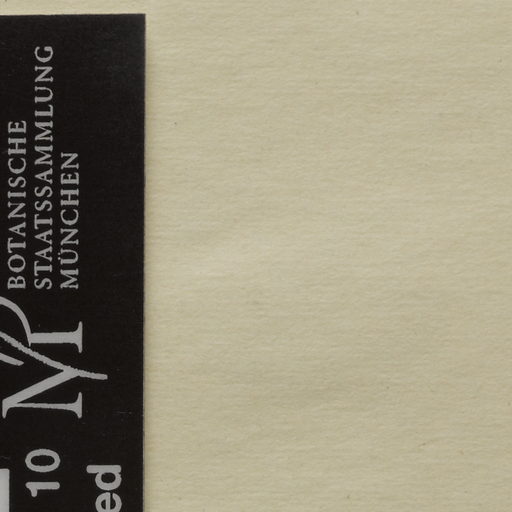 BOTANISCHE
STAATSSAMMLUNG
MÜNCHEN
M
10
ed